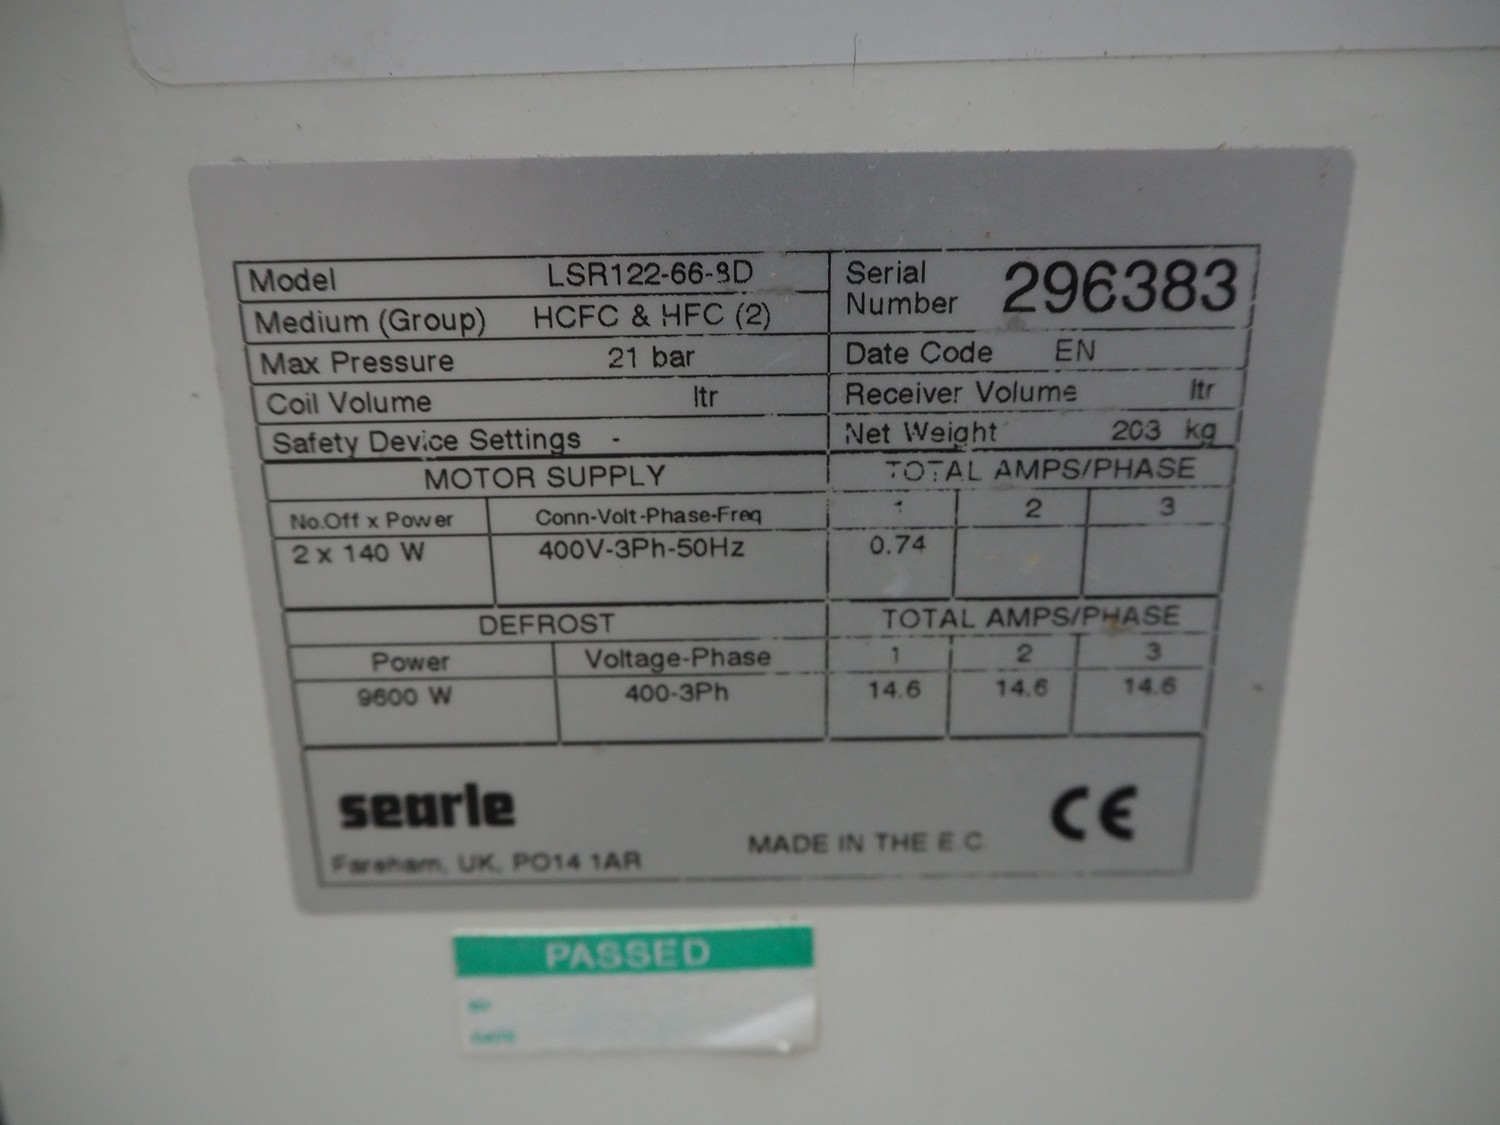 Model LSR122-66-8D
Serial Number 296383
Medium (Group) HCFC & HFC (2)
Max Pressure 21 bar
Date Code EN
Coil Volume ltr
Receiver Volume ltr
Safety Device Settings -
Net Weight 203 kg
MOTOR SUPPLY TOTAL AMPS/PHASE
No.Off x Power Conn-Volt-Phase-Freq 1 2 3
2 x 140 W 400V-3Ph-50Hz 0.74
DEFROST TOTAL AMPS/PHASE
Power Voltage-Phase 1 2 3
9600 W 400-3Ph 14.6 14.6 14.6
searle
Fareham, UK, PO14 1AR
MADE IN THE E.C
CE
PASSED
BY
DATE